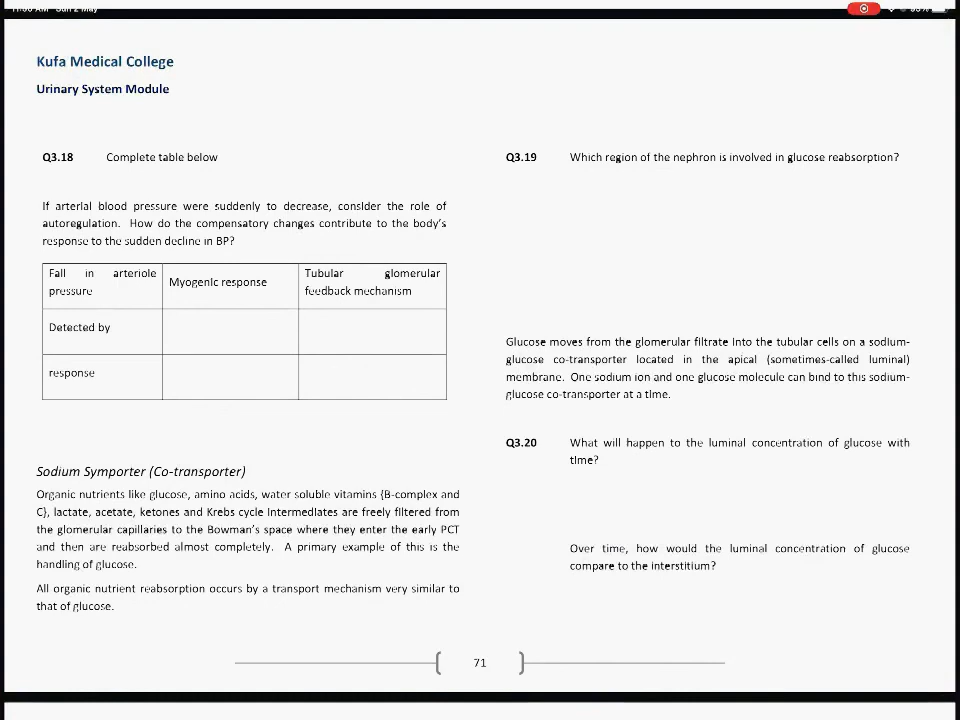 Kufa Medical College
Urinary System Module
Q3.18 Complete table below
If arterial blood pressure were suddenly to decrease, consider the role of
autoregulation. How do the compensatory changes contribute to the body's
response to the sudden decline in BP?
Fall in arteriole
pressure
Myogenic response
Tubular glomerular
feedback mechanism
Detected by
response
Sodium Symporter (Co-transporter)
Organic nutrients like glucose, amino acids, water soluble vitamins {B-complex and
C}, lactate, acetate, ketones and Krebs cycle intermediates are freely filtered from
the glomerular capillaries to the Bowman's space where they enter the early PCT
and then are reabsorbed almost completely. A primary example of this is the
handling of glucose.
All organic nutrient reabsorption occurs by a transport mechanism very similar to
that of glucose.
Q3.19 Which region of the nephron is involved in glucose reabsorption?
Glucose moves from the glomerular filtrate into the tubular cells on a sodium-
glucose co-transporter located in the apical (sometimes-called luminal)
membrane. One sodium ion and one glucose molecule can bind to this sodium-
glucose co-transporter at a time.
Q3.20 What will happen to the luminal concentration of glucose with
time?
Over time, how would the luminal concentration of glucose
compare to the interstitium?
71